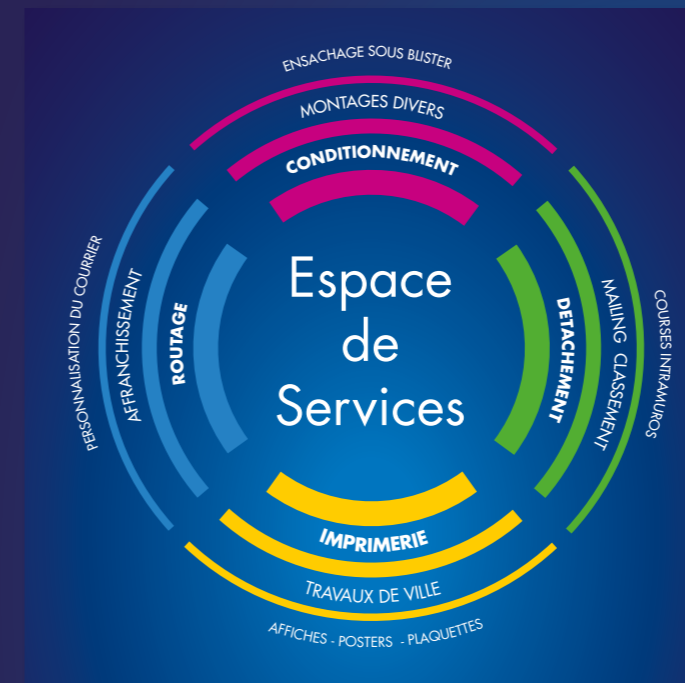 ENSACHAGE SOUS BLISTER
MONTAGES DIVERS
CONDITIONNEMENT
PERSONNALISATION DU COURRIER
AFFRANCHISSEMENT
ROUTAGE
Espace
de
Services
DETACHEMENT
MAILING CLASSEMENT
COURSES INTRAMUROS
IMPRIMERIE
TRAVAUX DE VILLE
AFFICHES - POSTERS - PLAQUETTES